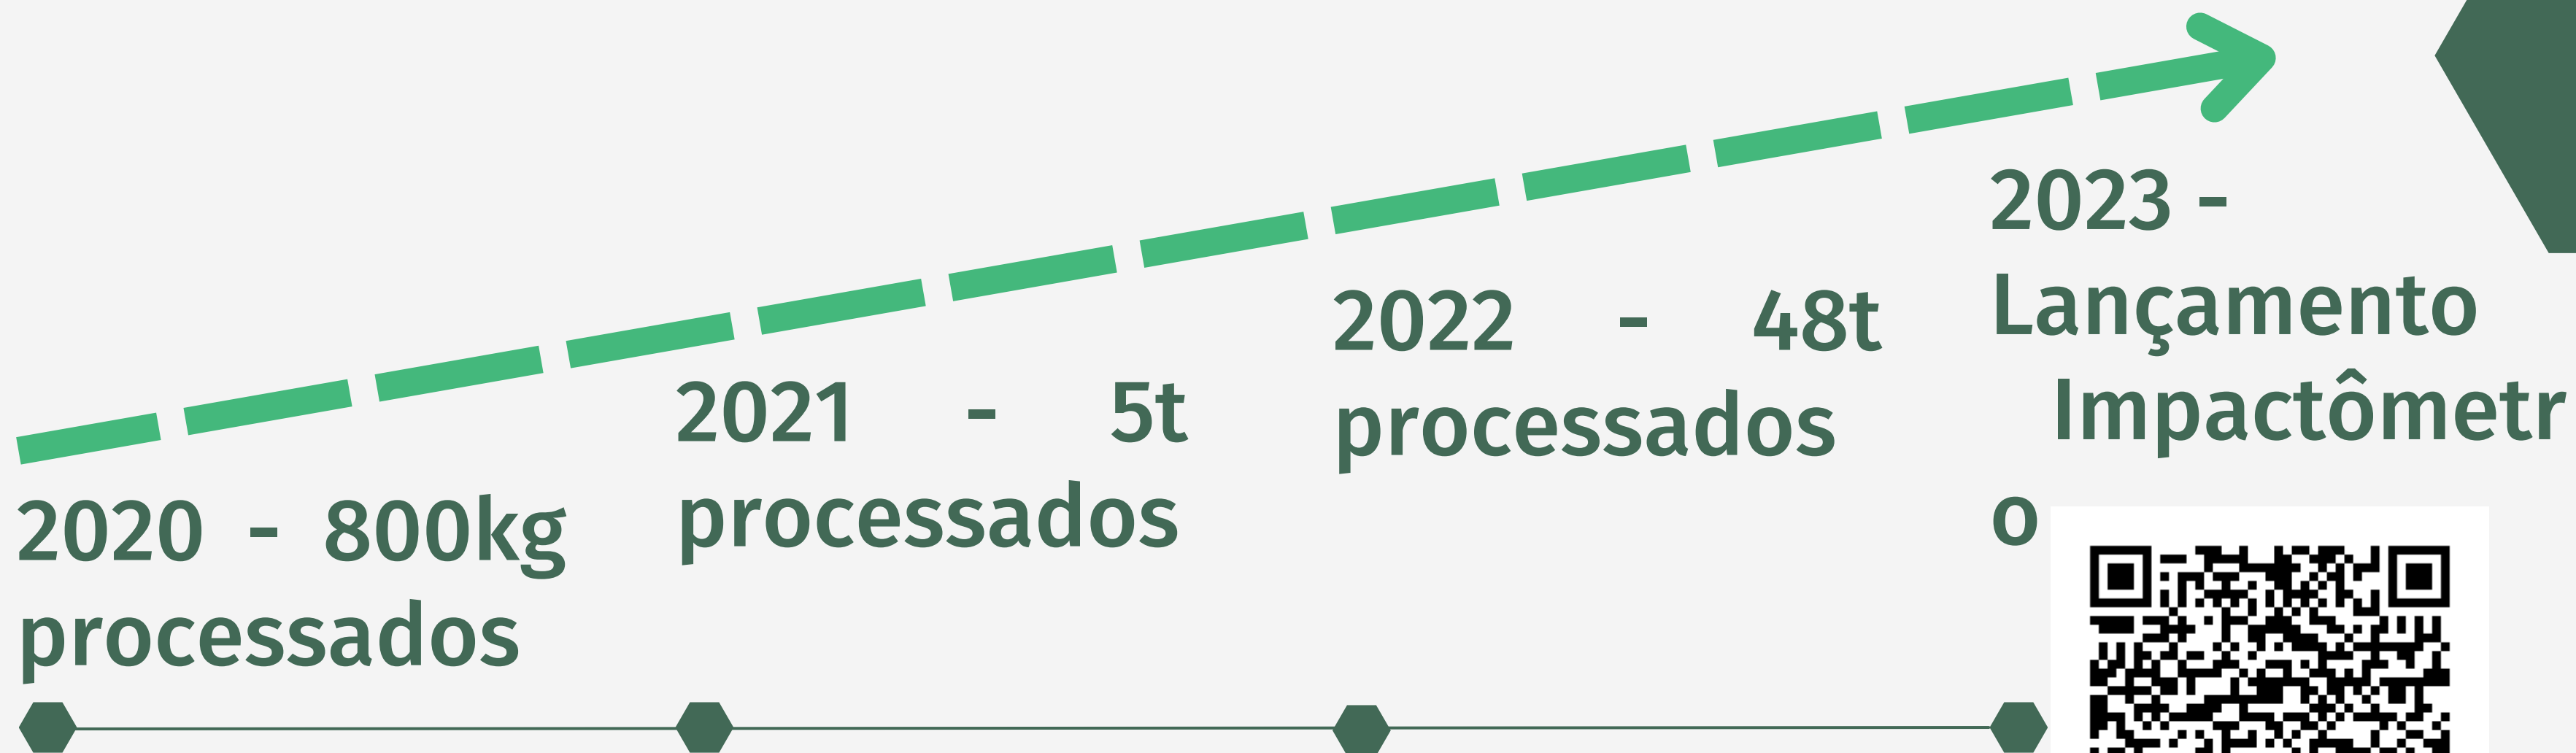 2020 - 800kg
processados
2021 - 5t
processados
2022 - 48t
processados
2023 -
Lançamento
Impactômetr
o